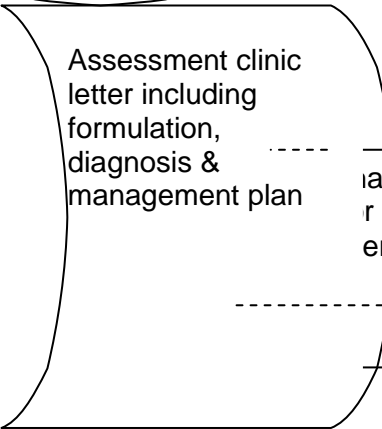 Assessment clinic
letter including
formulation,
diagnosis &
management plan